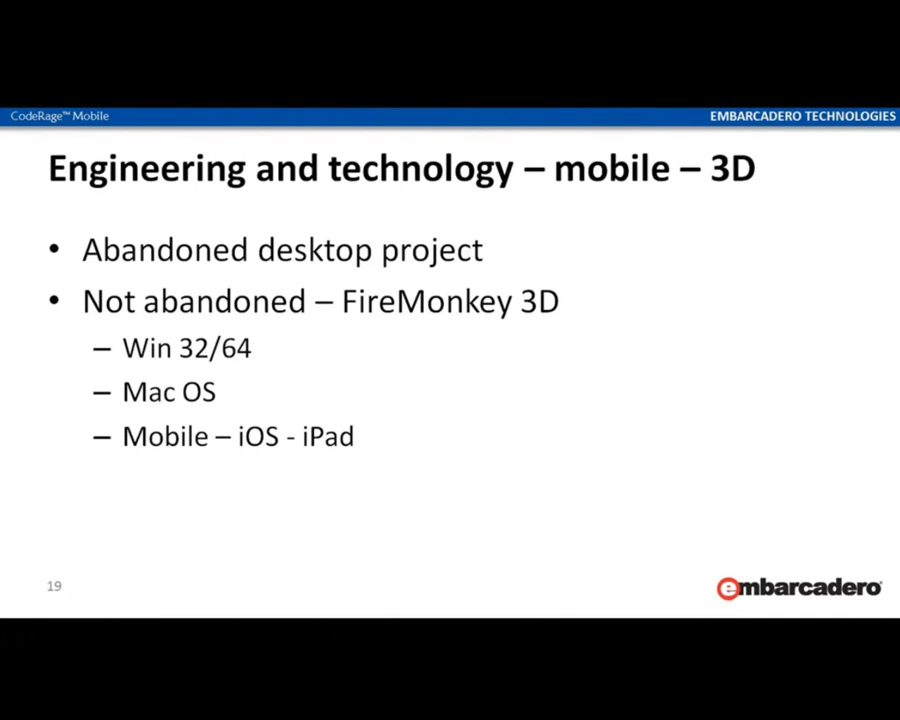 CodeRage™ Mobile
EMBARCADERO TECHNOLOGIES
Engineering and technology – mobile – 3D
• Abandoned desktop project
• Not abandoned – FireMonkey 3D
– Win 32/64
– Mac OS
– Mobile – iOS - iPad
19
embarcadero